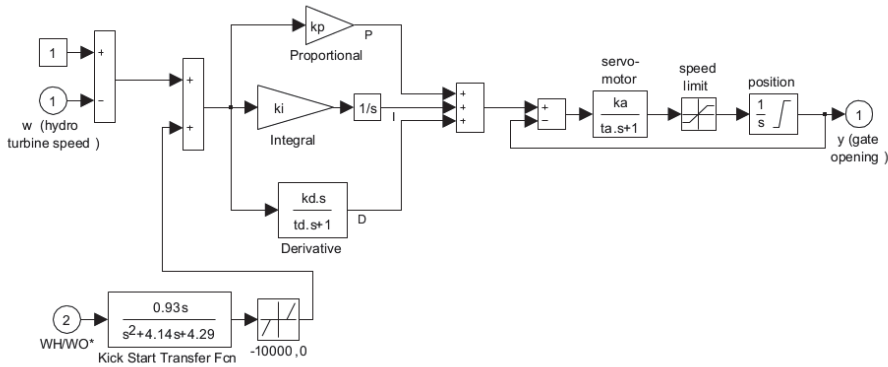 kp
P
Proportional
1
+
−
1
w (hydro
turbine speed )
+
+
ki
1/s
I
Integral
kd.s
td.s+1
D
Derivative
+
+
+
+
−
servo-
motor
ka
ta.s+1
speed
limit
position
1
s
1
y (gate
opening )
2
WH/WO*
0.93s
s2+4.14s+4.29
Kick Start Transfer Fcn
-10000 ,0